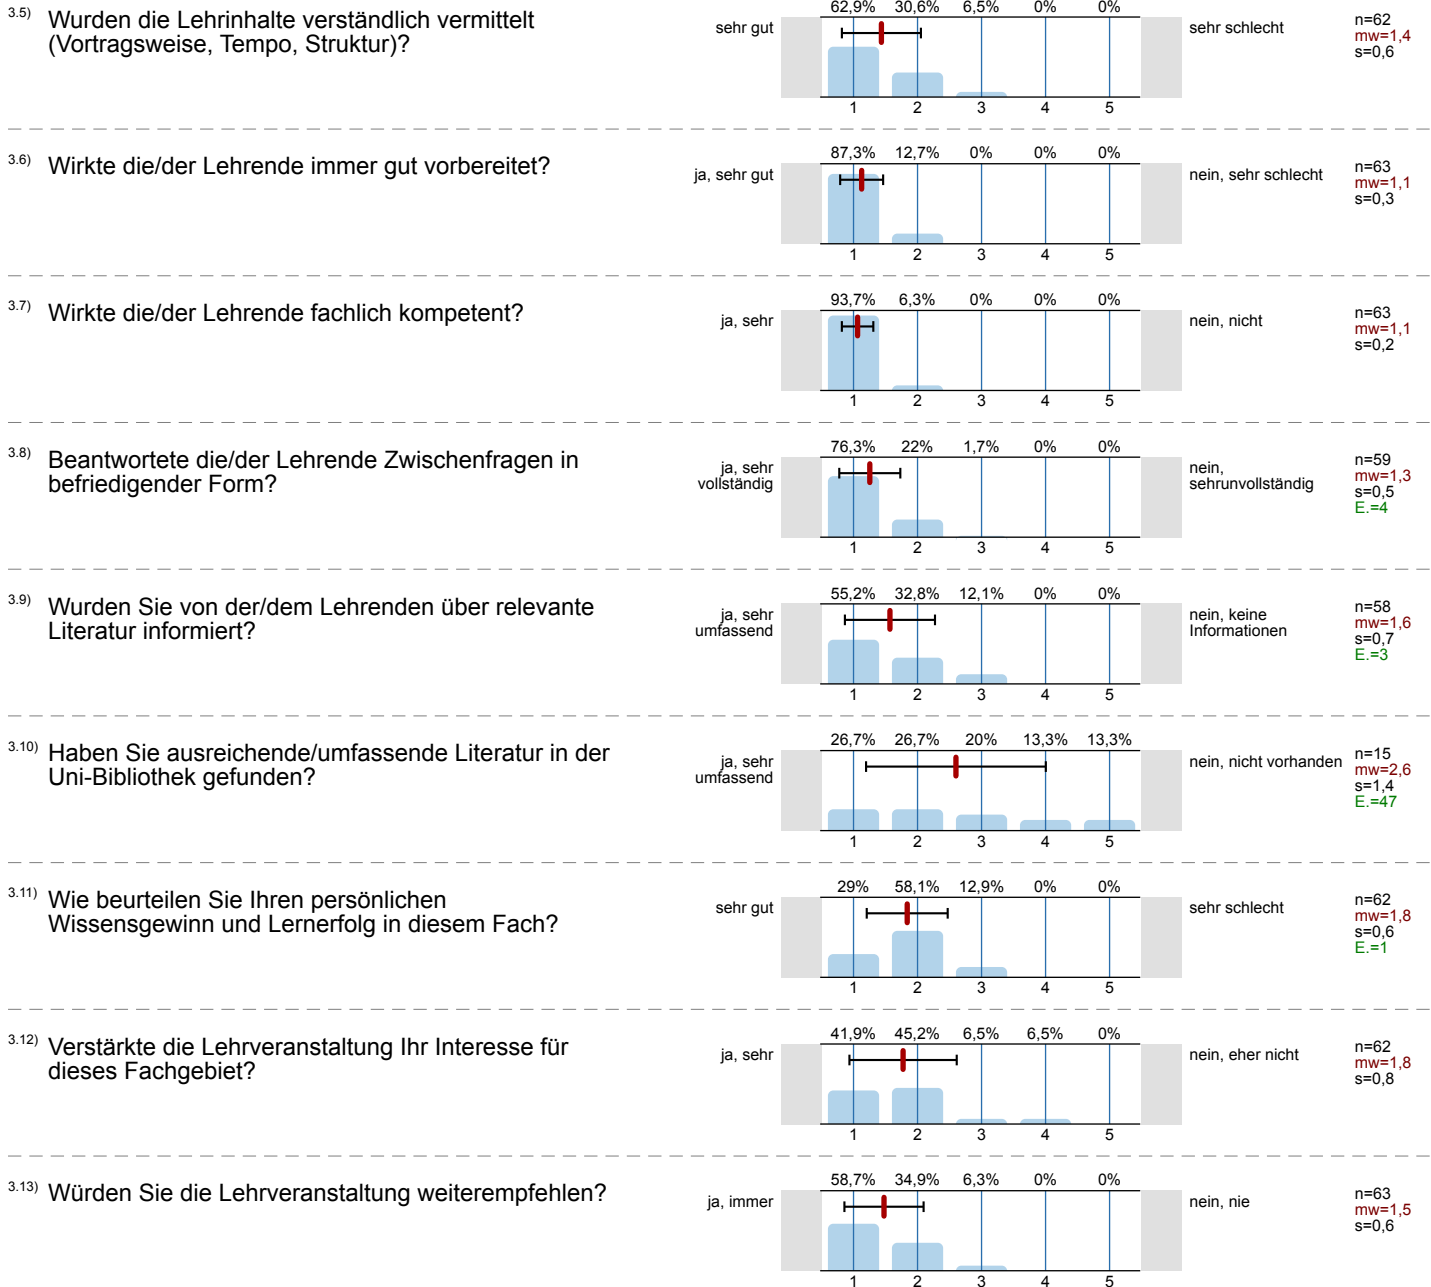 3.5) Wurden die Lehrinhalte verständlich vermittelt
(Vortragsweise, Tempo, Struktur)?
62,9% 30,6% 6,5% 0% 0%
sehr gut
sehr schlecht
n=62
mw=1,4
s=0,6
1 2 3 4 5
3.6) Wirkte die/der Lehrende immer gut vorbereitet?
87,3% 12,7% 0% 0% 0%
ja, sehr gut
nein, sehr schlecht
n=63
mw=1,1
s=0,3
1 2 3 4 5
3.7) Wirkte die/der Lehrende fachlich kompetent?
93,7% 6,3% 0% 0% 0%
ja, sehr
nein, nicht
n=63
mw=1,1
s=0,2
1 2 3 4 5
3.8) Beantwortete die/der Lehrende Zwischenfragen in
befriedigender Form?
76,3% 22% 1,7% 0% 0%
ja, sehr
vollständig
nein,
sehrunvollständig
n=59
mw=1,3
s=0,5
E.=4
1 2 3 4 5
3.9) Wurden Sie von der/dem Lehrenden über relevante
Literatur informiert?
55,2% 32,8% 12,1% 0% 0%
ja, sehr
umfassend
nein, keine
Informationen
n=58
mw=1,6
s=0,7
E.=3
1 2 3 4 5
3.10) Haben Sie ausreichende/umfassende Literatur in der
Uni-Bibliothek gefunden?
26,7% 26,7% 20% 13,3% 13,3%
ja, sehr
umfassend
nein, nicht vorhanden
n=15
mw=2,6
s=1,4
E.=47
1 2 3 4 5
3.11) Wie beurteilen Sie Ihren persönlichen
Wissensgewinn und Lernerfolg in diesem Fach?
29% 58,1% 12,9% 0% 0%
sehr gut
sehr schlecht
n=62
mw=1,8
s=0,6
E.=1
1 2 3 4 5
3.12) Verstärkte die Lehrveranstaltung Ihr Interesse für
dieses Fachgebiet?
41,9% 45,2% 6,5% 6,5% 0%
ja, sehr
nein, eher nicht
n=62
mw=1,8
s=0,8
1 2 3 4 5
3.13) Würden Sie die Lehrveranstaltung weiterempfehlen?
58,7% 34,9% 6,3% 0% 0%
ja, immer
nein, nie
n=63
mw=1,5
s=0,6
1 2 3 4 5